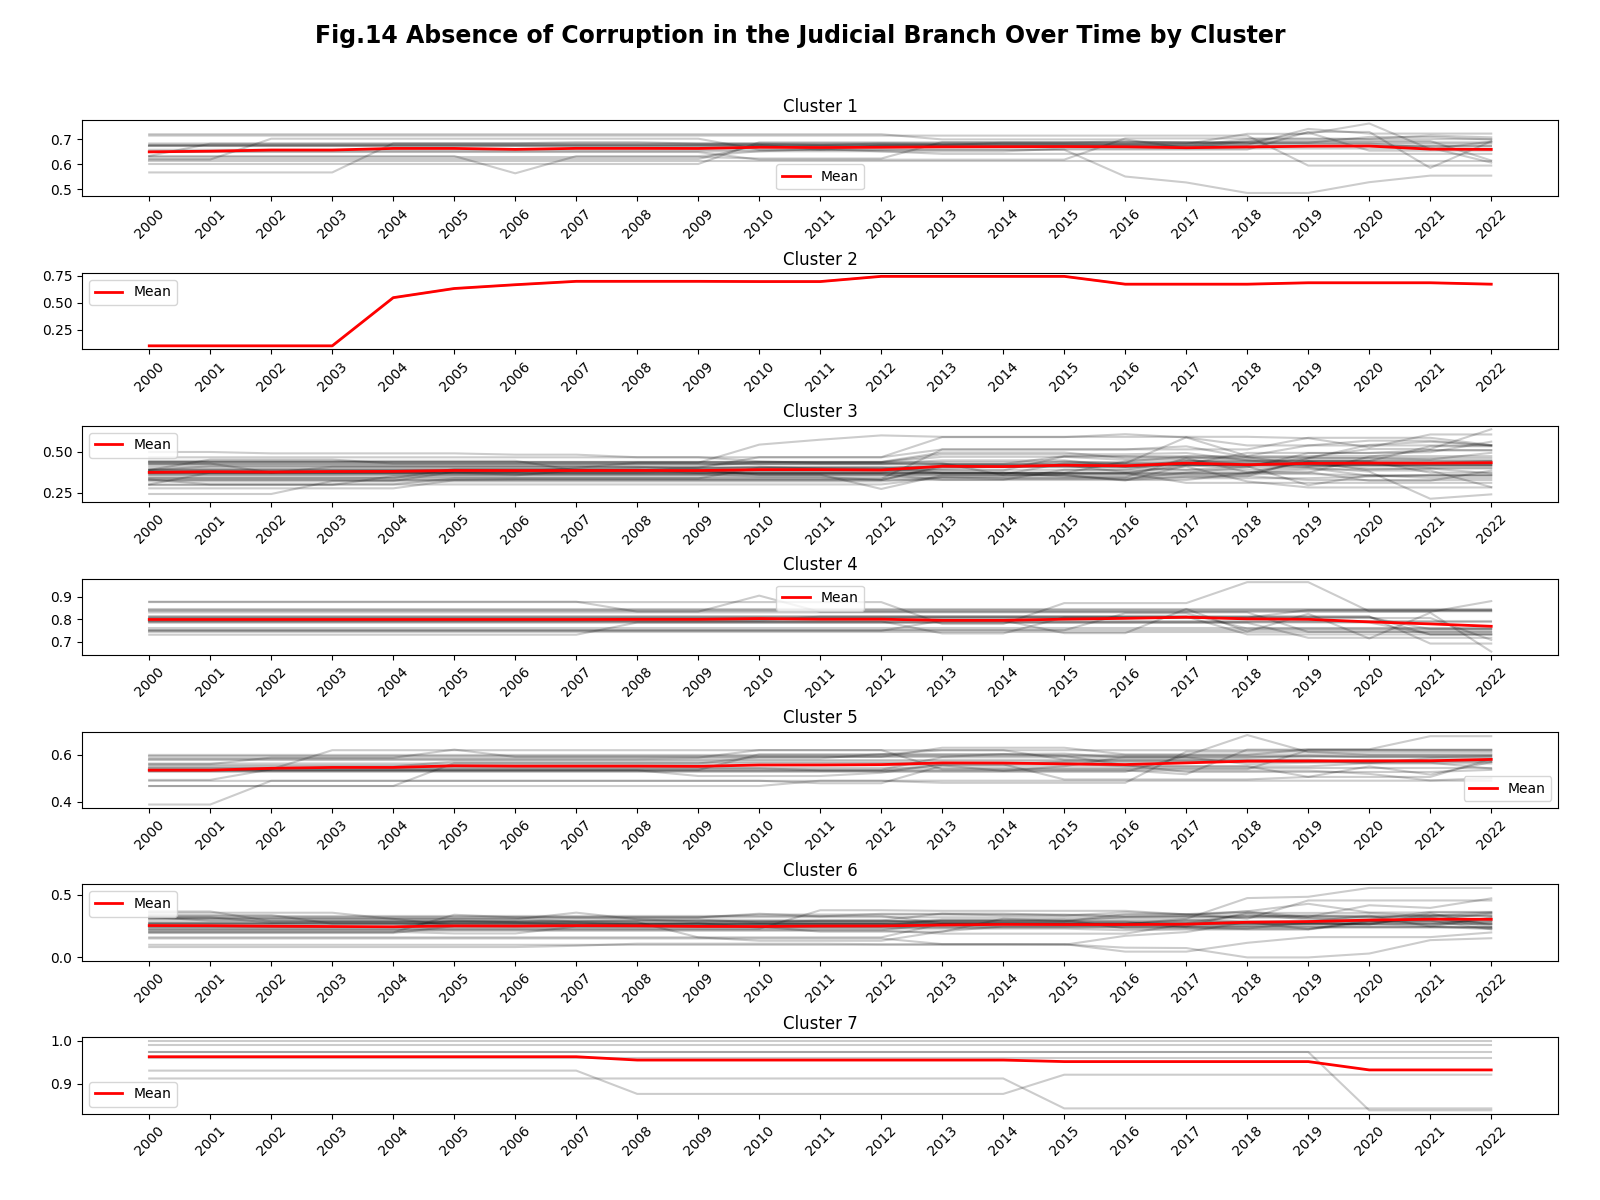 Fig.14 Absence of Corruption in the Judicial Branch Over Time by Cluster
Cluster 1
0.7
0.6
0.5
Mean
2000 2001 2002 2003 2004 2005 2006 2007 2008 2009 2010 2011 2012 2013 2014 2015 2016 2017 2018 2019 2020 2021 2022
Cluster 2
0.75
0.50
0.25
Mean
2000 2001 2002 2003 2004 2005 2006 2007 2008 2009 2010 2011 2012 2013 2014 2015 2016 2017 2018 2019 2020 2021 2022
Cluster 3
0.50
0.25
Mean
2000 2001 2002 2003 2004 2005 2006 2007 2008 2009 2010 2011 2012 2013 2014 2015 2016 2017 2018 2019 2020 2021 2022
Cluster 4
0.9
0.8
0.7
Mean
2000 2001 2002 2003 2004 2005 2006 2007 2008 2009 2010 2011 2012 2013 2014 2015 2016 2017 2018 2019 2020 2021 2022
Cluster 5
0.6
0.4
Mean
2000 2001 2002 2003 2004 2005 2006 2007 2008 2009 2010 2011 2012 2013 2014 2015 2016 2017 2018 2019 2020 2021 2022
Cluster 6
0.5
0.0
Mean
2000 2001 2002 2003 2004 2005 2006 2007 2008 2009 2010 2011 2012 2013 2014 2015 2016 2017 2018 2019 2020 2021 2022
Cluster 7
1.0
0.9
Mean
2000 2001 2002 2003 2004 2005 2006 2007 2008 2009 2010 2011 2012 2013 2014 2015 2016 2017 2018 2019 2020 2021 2022